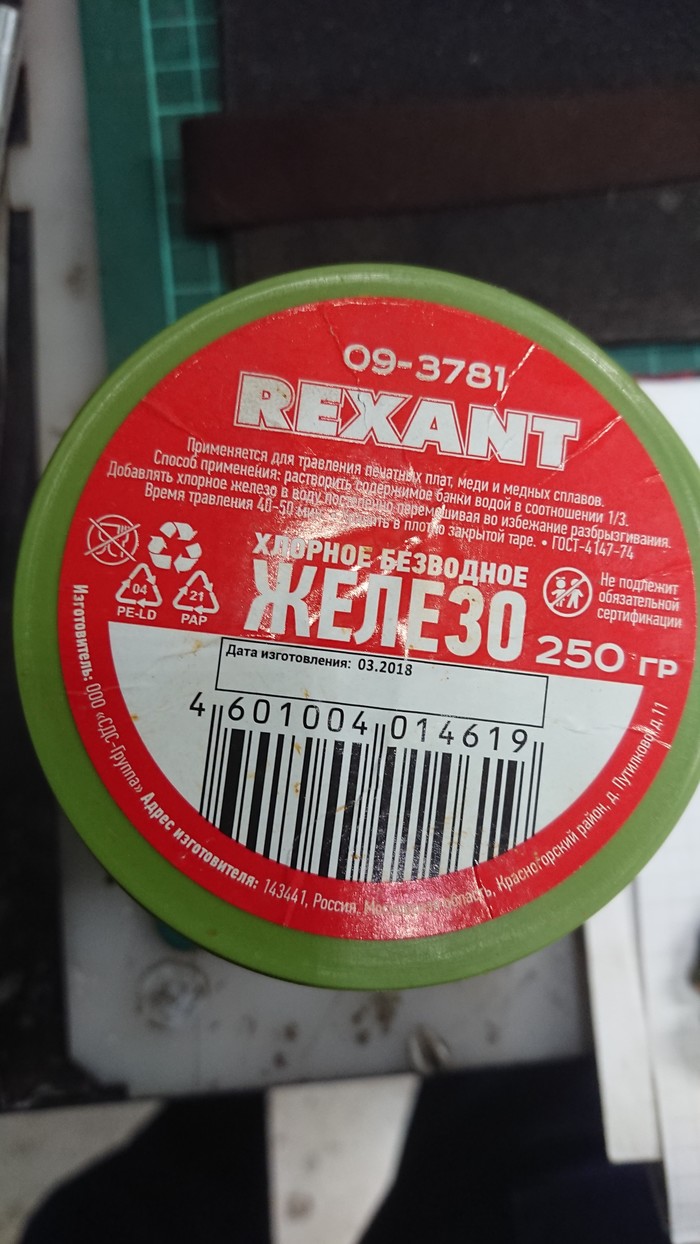 09-3781
REXANT
Применяется для травления печатных плат, меди и медных сплавов.
Способ применения: растворить содержимое банки водой в соотношении 1/3.
Добавлять хлорное железо в воду постепенно перемешивая во избежание разбрызгивания.
Время травления 40-50 мин. в плотно закрытой таре. • ГОСТ-4147-74
ХЛОРНОЕ БЕЗВОДНОЕ
ЖЕЛЕЗО
250 ГР
04
PE-LD
21
PAP
Не подлежит
обязательной
сертификации
Дата изготовления: 03.2018
4 601004 014619
Изготовитель: ООО «СДС-Группа» Адрес изготовителя: 143441, Россия, Московская область, Красногорский район, д. Путилково, д. 11